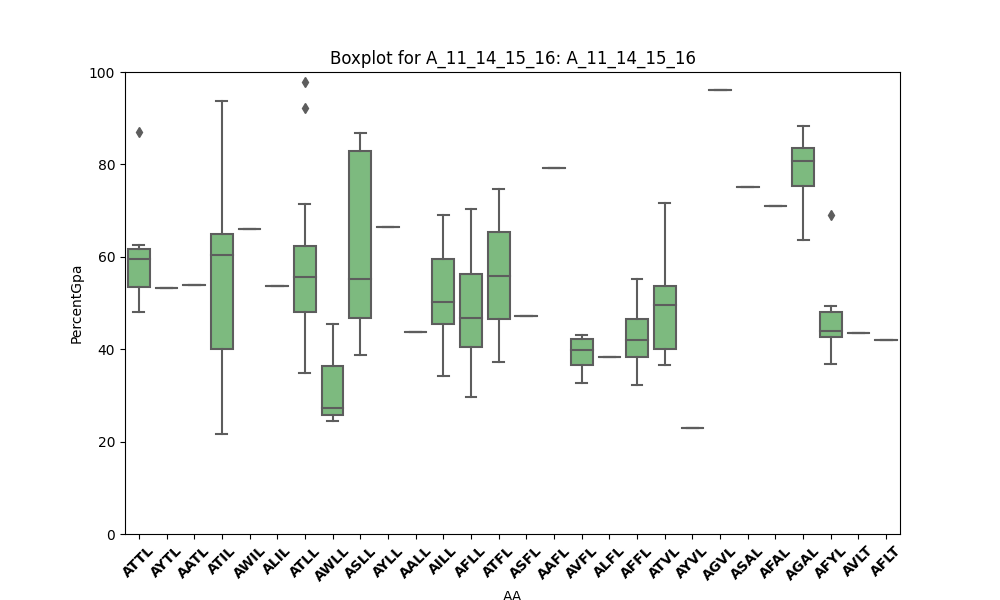 Boxplot for A_11_14_15_16: A_11_14_15_16
100
80
60
40
20
0
PercentGpa
ATTL AYTL AATL ATIL AWIL ALIL ATLL AWLL ASLL AYLL AALL AILL AFLL ATFL ASFL AAFL AVFL ALFL AFFL ATVL AYVL AGVL ASAL AFAL AGAL AFYL AVLT AFLT
AA